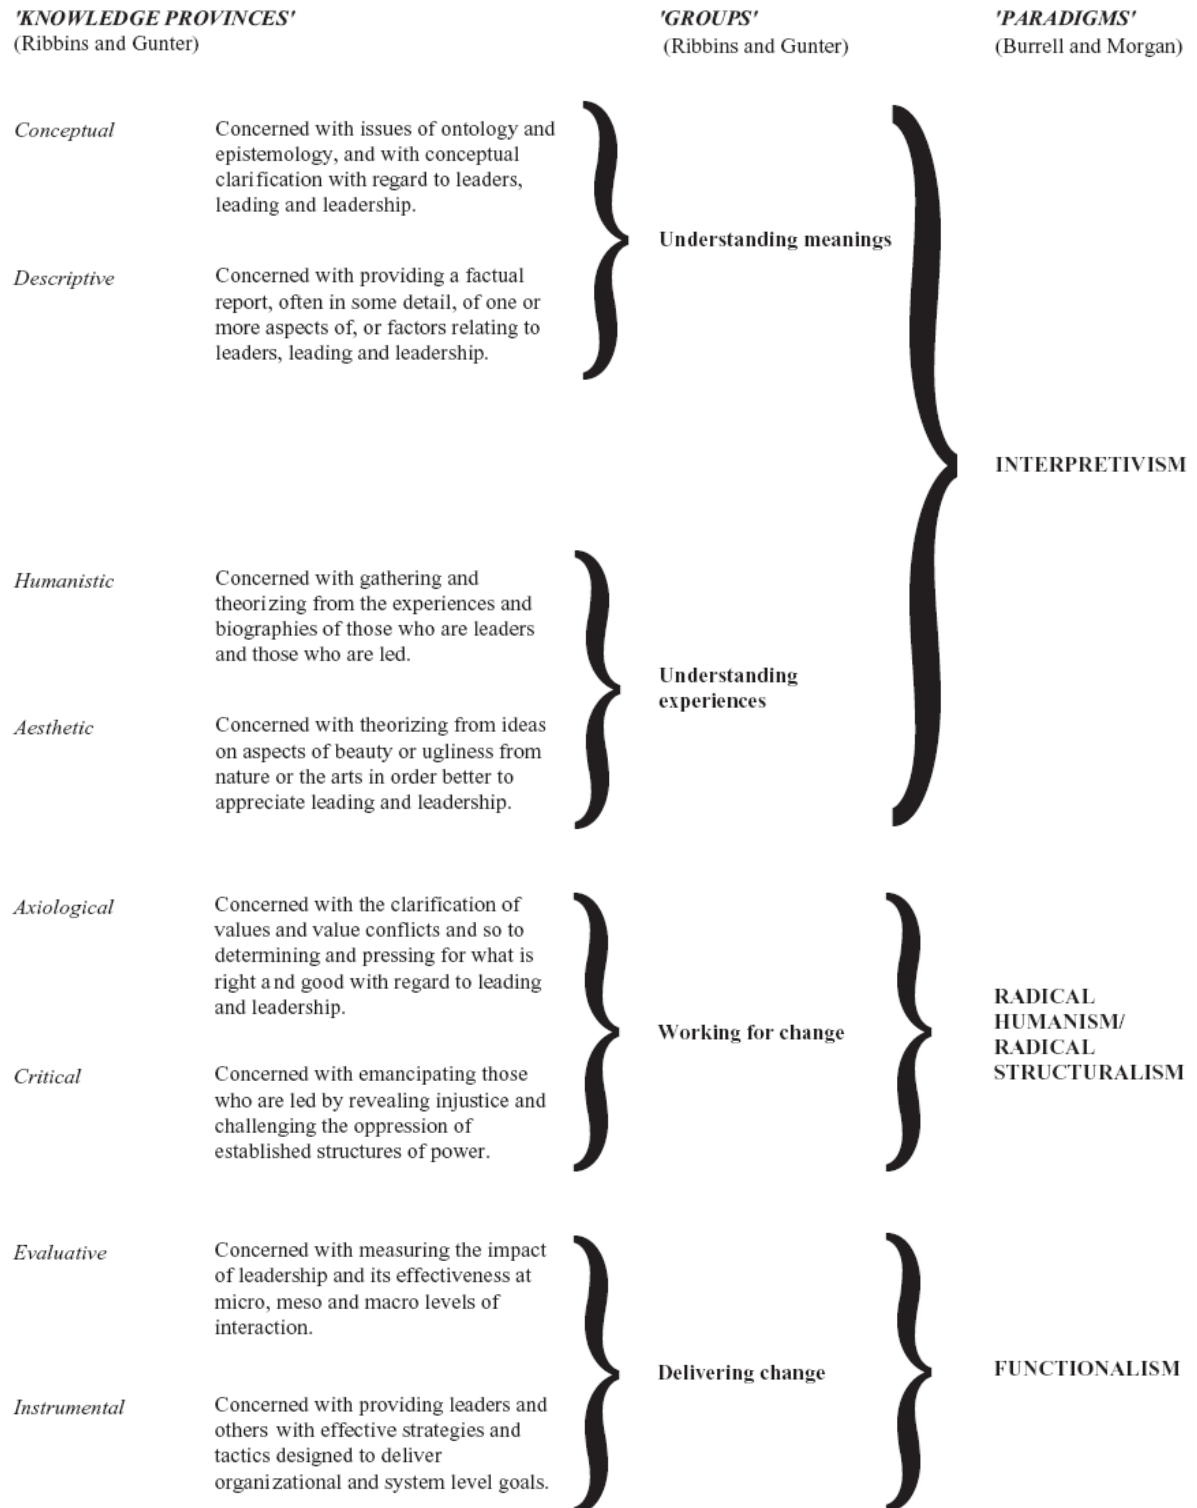 'KNOWLEDGE PROVINCES'
(Ribbins and Gunter)
'GROUPS'
(Ribbins and Gunter)
'PARADIGMS'
(Burrell and Morgan)
Conceptual
Concerned with issues of ontology and
epistemology, and with conceptual
clarification with regard to leaders,
leading and leadership.
Understanding meanings
Descriptive
Concerned with providing a factual
report, often in some detail, of one or
more aspects of, or factors relating to
leaders, leading and leadership.
INTERPRETIVISM
Humanistic
Concerned with gathering and
theorizing from the experiences and
biographies of those who are leaders
and those who are led.
Understanding
experiences
Aesthetic
Concerned with theorizing from ideas
on aspects of beauty or ugliness from
nature or the arts in order better to
appreciate leading and leadership.
Axiological
Concerned with the clarification of
values and value conflicts and so to
determining and pressing for what is
right and good with regard to leading
and leadership.
Working for change
RADICAL
HUMANISM/
RADICAL
STRUCTURALISM
Critical
Concerned with emancipating those
who are led by revealing injustice and
challenging the oppression of
established structures of power.
Evaluative
Concerned with measuring the impact
of leadership and its effectiveness at
micro, meso and macro levels of
interaction.
Delivering change
FUNCTIONALISM
Instrumental
Concerned with providing leaders and
others with effective strategies and
tactics designed to deliver
organizational and system level goals.